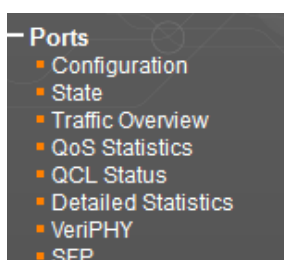 Ports
Configuration
State
Traffic Overview
QoS Statistics
QCL Status
Detailed Statistics
VeriPHY
SFP